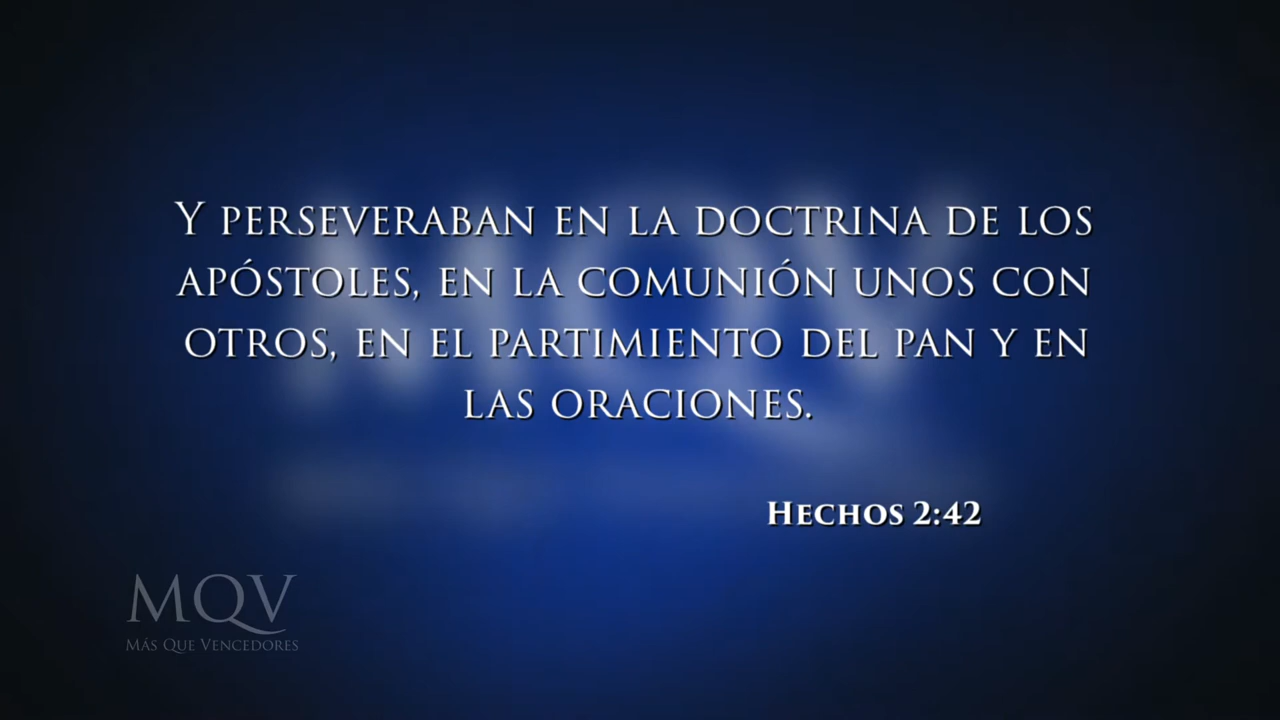 Y PERSEVERABAN EN LA DOCTRINA DE LOS
APÓSTOLES, EN LA COMUNIÓN UNOS CON
OTROS, EN EL PARTIMIENTO DEL PAN Y EN
LAS ORACIONES.
HECHOS 2:42
MQV
MÁS QUE VENCEDORES